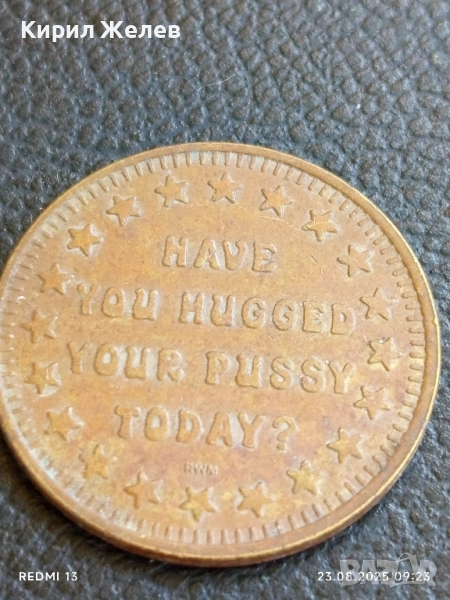 Кирил Желев
HAVE
YOU HUGGED
YOUR PUSSY
TODAY?
RWM
REDMI 13
23.08.2025 09:23